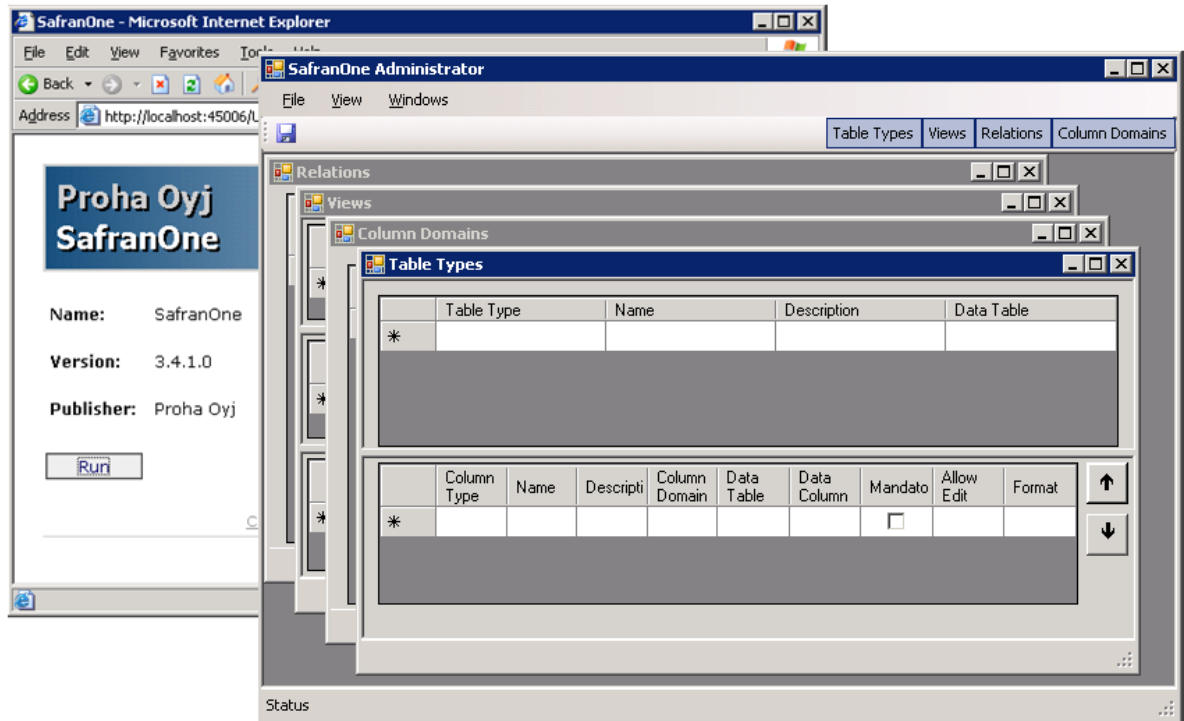 SafranOne - Microsoft Internet Explorer
File Edit View Favorites
Back
Address http://localhost:45006/
Proha Oyj
SafranOne
Name: SafranOne
Version: 3.4.1.0
Publisher: Proha Oyj
Run
SafranOne Administrator
File View Windows
Table Types Views Relations Column Domains
Relations
Views
Column Domains
Table Types
Table Type Name Description Data Table
Column Type Name Descripti Column Domain Data Table Data Column Mandato Allow Edit Format
Status